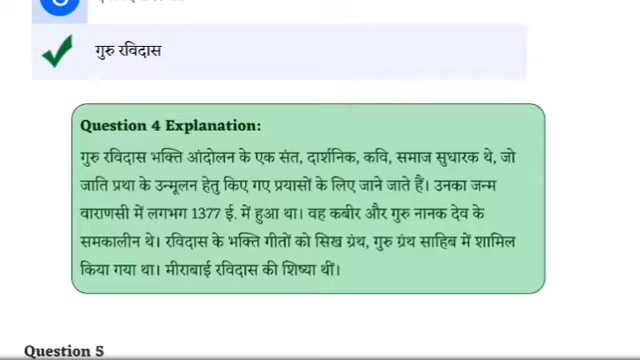 गुरु रविदास
Question 4 Explanation:
गुरु रविदास भक्ति आंदोलन के एक संत, दार्शनिक, कवि, समाज सुधारक थे, जो
जाति प्रथा के उन्मूलन हेतु किए गए प्रयासों के लिए जाने जाते हैं। उनका जन्म
वाराणसी में लगभग 1377 ई. में हुआ था। वह कबीर और गुरु नानक देव के
समकालीन थे। रविदास के भक्ति गीतों को सिख ग्रंथ, गुरु ग्रंथ साहिब में शामिल
किया गया था। मीराबाई रविदास की शिष्या थीं।
Question 5